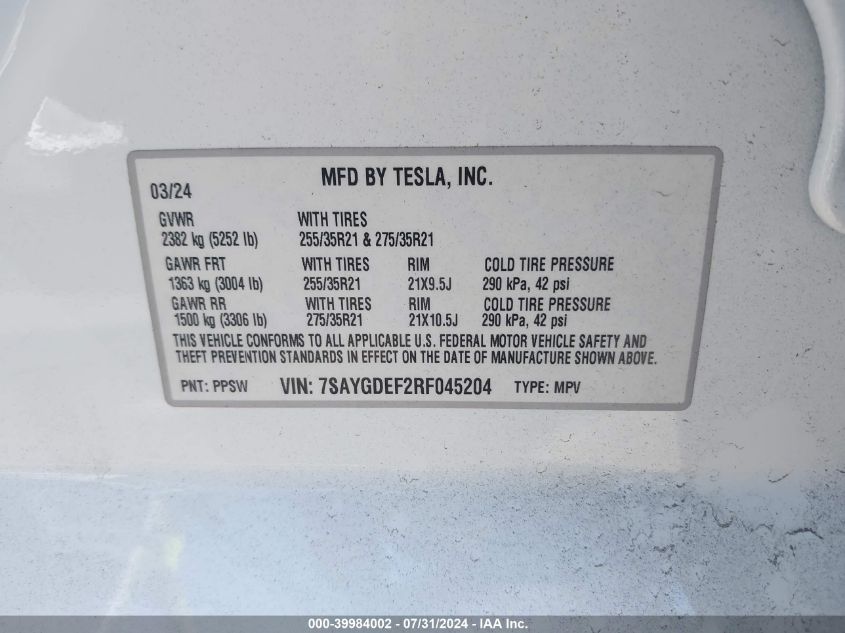 MFD BY TESLA, INC.
03/24
GVWR WITH TIRES
2382 kg (5252 lb) 255/35R21 & 275/35R21
GAWR FRT WITH TIRES RIM COLD TIRE PRESSURE
1363 kg (3004 lb) 255/35R21 21X9.5J 290 kPa, 42 psi
GAWR RR WITH TIRES RIM COLD TIRE PRESSURE
1500 kg (3306 lb) 275/35R21 21X10.5J 290 kPa, 42 psi
THIS VEHICLE CONFORMS TO ALL APPLICABLE U.S. FEDERAL MOTOR VEHICLE SAFETY AND
THEFT PREVENTION STANDARDS IN EFFECT ON THE DATE OF MANUFACTURE SHOWN ABOVE.
PNT: PPSW VIN: 7SAYGDEF2RF045204 TYPE: MPV
000-39984002 - 07/31/2024 - IAA Inc.